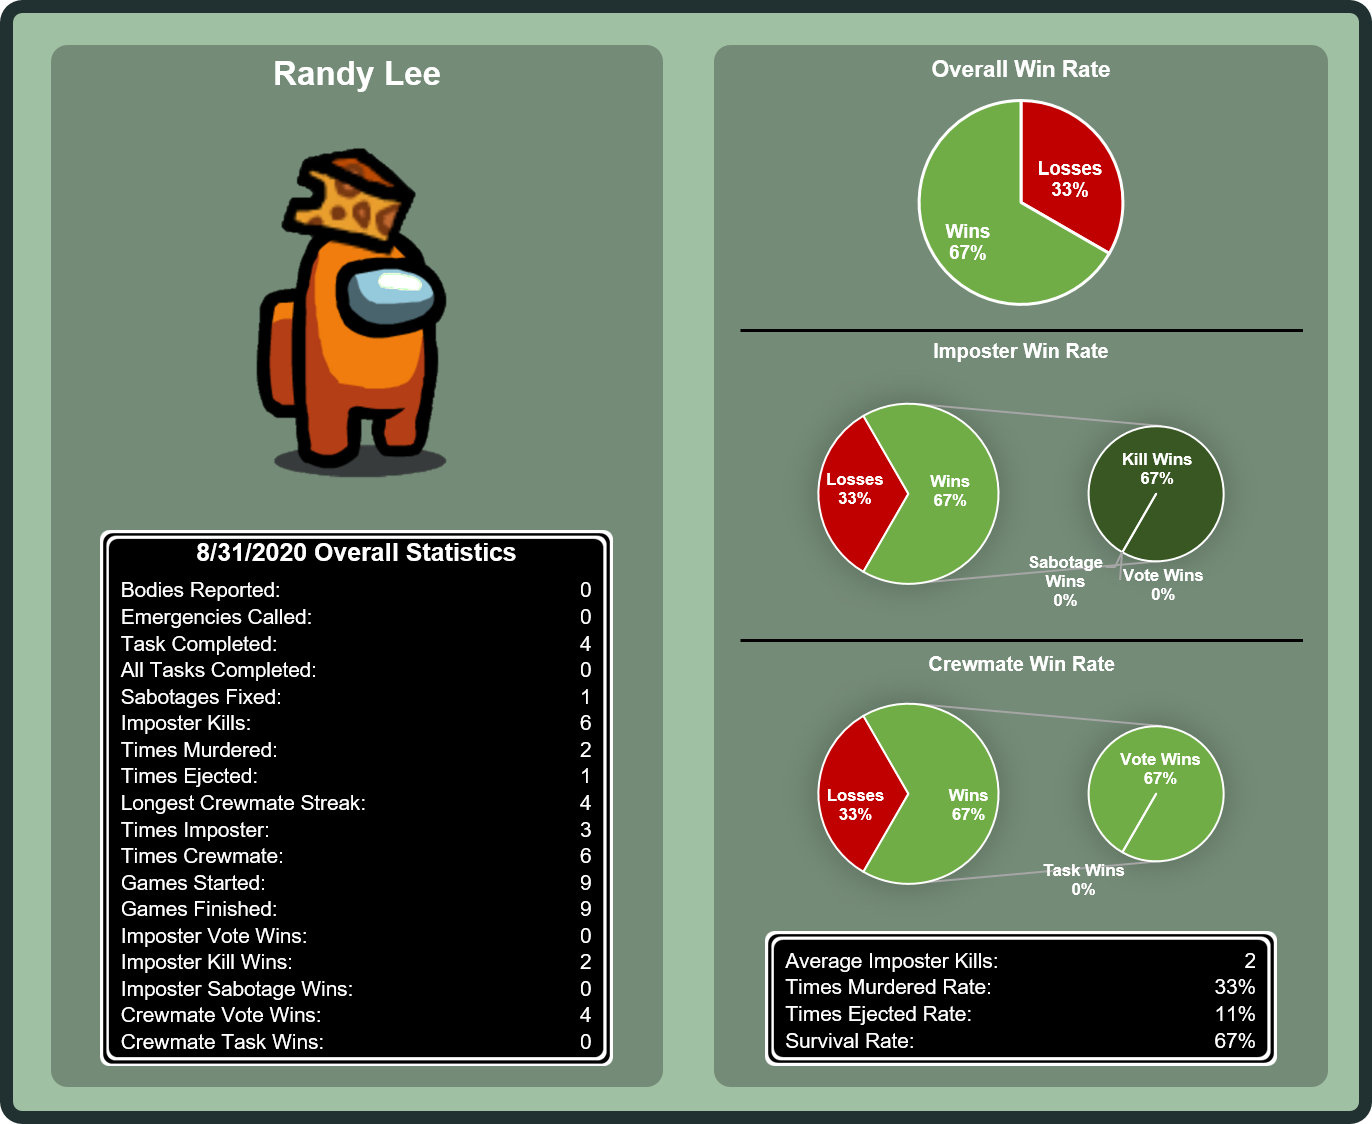 Randy Lee
8/31/2020 Overall Statistics
Bodies Reported: 0
Emergencies Called: 0
Task Completed: 4
All Tasks Completed: 0
Sabotages Fixed: 1
Imposter Kills: 6
Times Murdered: 2
Times Ejected: 1
Longest Crewmate Streak: 4
Times Imposter: 3
Times Crewmate: 6
Games Started: 9
Games Finished: 9
Imposter Vote Wins: 0
Imposter Kill Wins: 2
Imposter Sabotage Wins: 0
Crewmate Vote Wins: 4
Crewmate Task Wins: 0
Overall Win Rate
Losses
33%
Wins
67%
Imposter Win Rate
Losses
33%
Wins
67%
Kill Wins
67%
Sabotage
Wins
0%
Vote Wins
0%
Crewmate Win Rate
Losses
33%
Wins
67%
Vote Wins
67%
Task Wins
0%
Average Imposter Kills: 2
Times Murdered Rate: 33%
Times Ejected Rate: 11%
Survival Rate: 67%